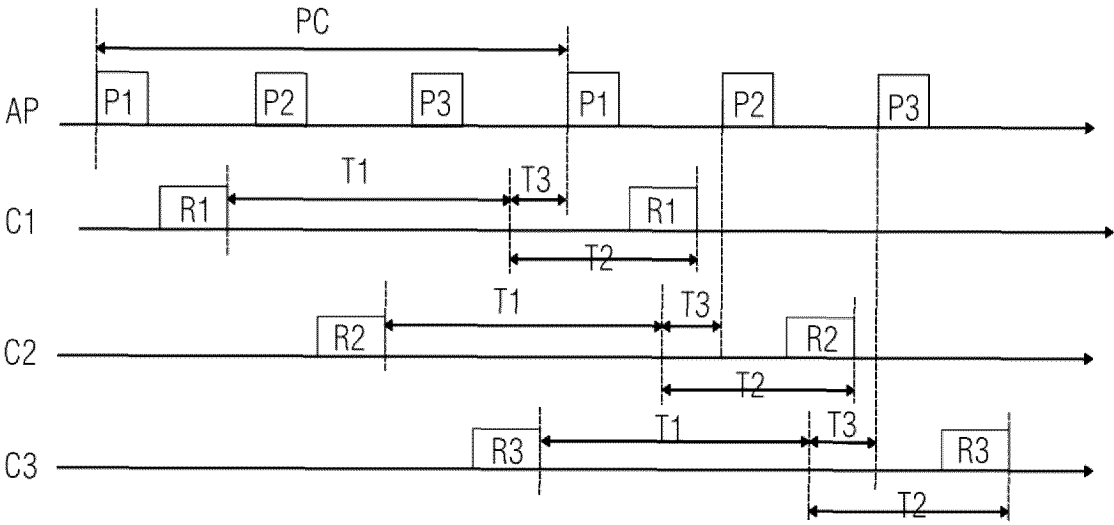 PC
AP P1 P2 P3 P1 P2 P3
T1 T3
C1 R1 R1
T2
T1 T3
C2 R2 R2
T2
T1 T3
C3 R3 R3
T2